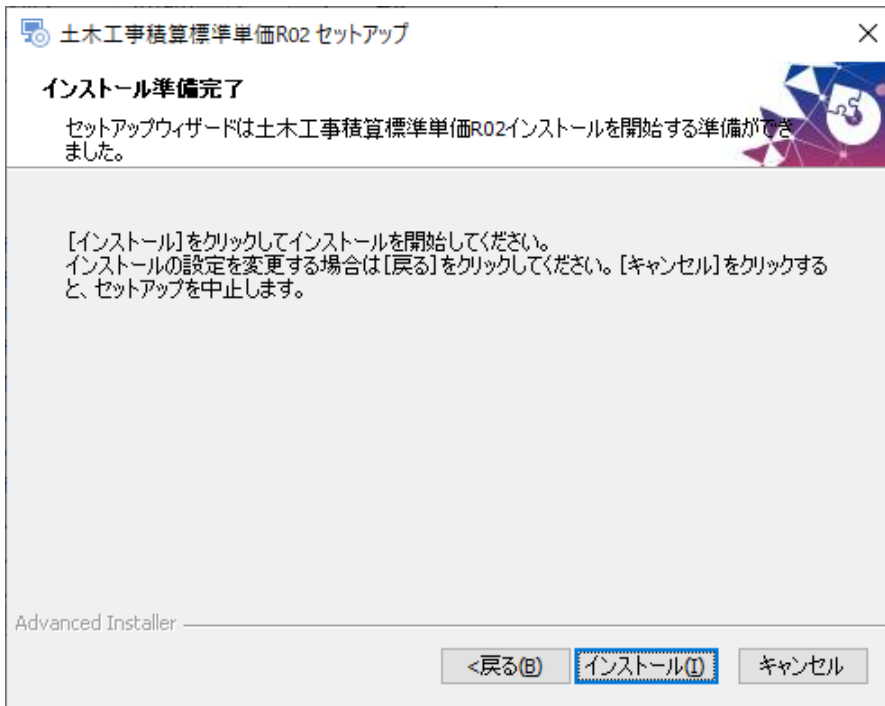 土木工事積算標準単価R02 セットアップ
インストール準備完了
セットアップウィザードは土木工事積算標準単価R02インストールを開始する準備ができ
ました。
[インストール]をクリックしてインストールを開始してください。
インストールの設定を変更する場合は[戻る]をクリックしてください。[キャンセル]をクリックする
と、セットアップを中止します。
Advanced Installer
<戻る(B) インストール(I) キャンセル